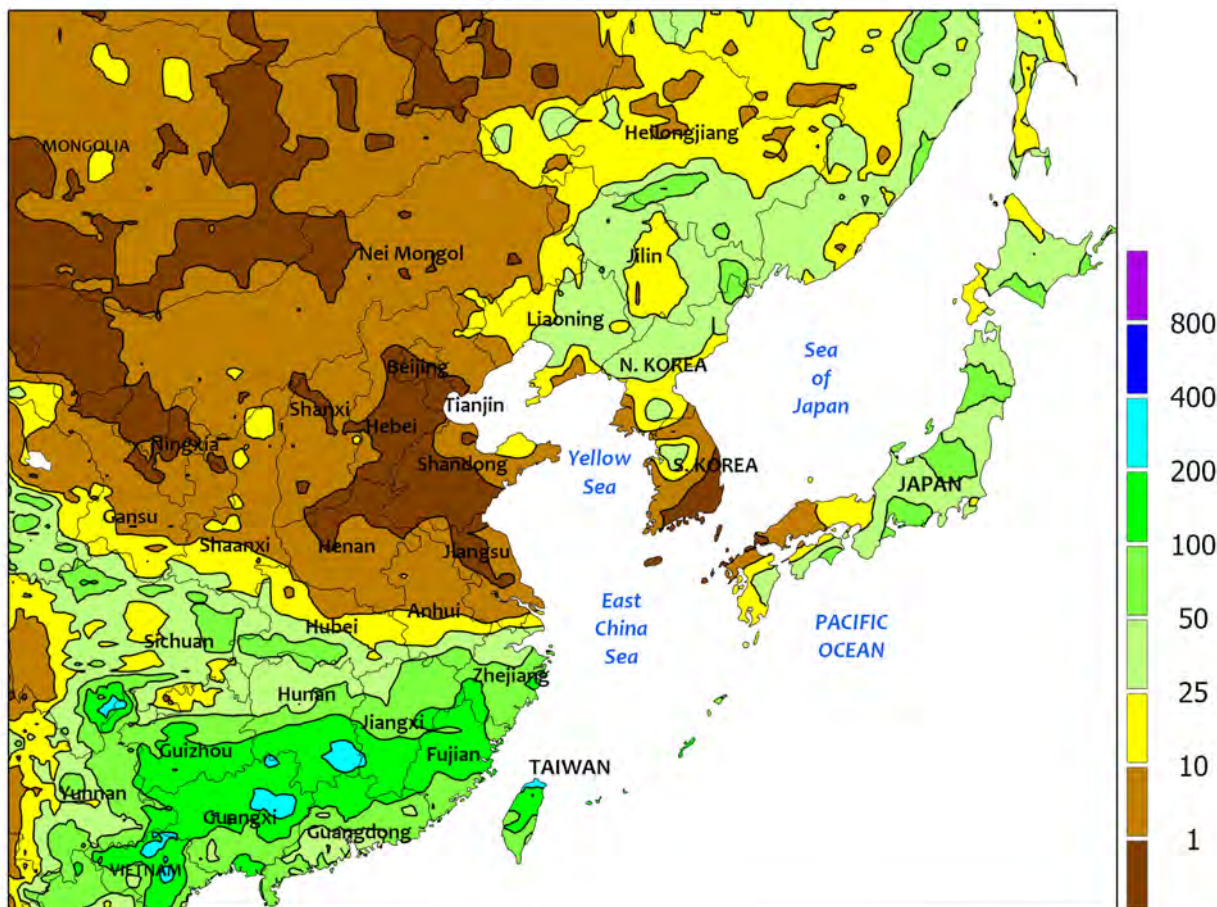 Heilongjiang
MONGOLIA
Nei Mongol
Jilin
Liaoning
800
Beijing
N. KOREA
Sea
of
Japan
400
Shanxi
Tianjin
Hebei
Ningxia
Shandong
Yellow
Sea
S. KOREA
200
JAPAN
Gansu
Shaanxi
Henan
Jiangsu
100
Anhui
East
China
Sea
Hubei
PACIFIC
OCEAN
50
Sichuan
Zhejiang
Hunan
25
Jiangxi
Guizhou
Fujian
TAIWAN
10
Yunnan
Guangxi
Guangdong
1
VIETNAM